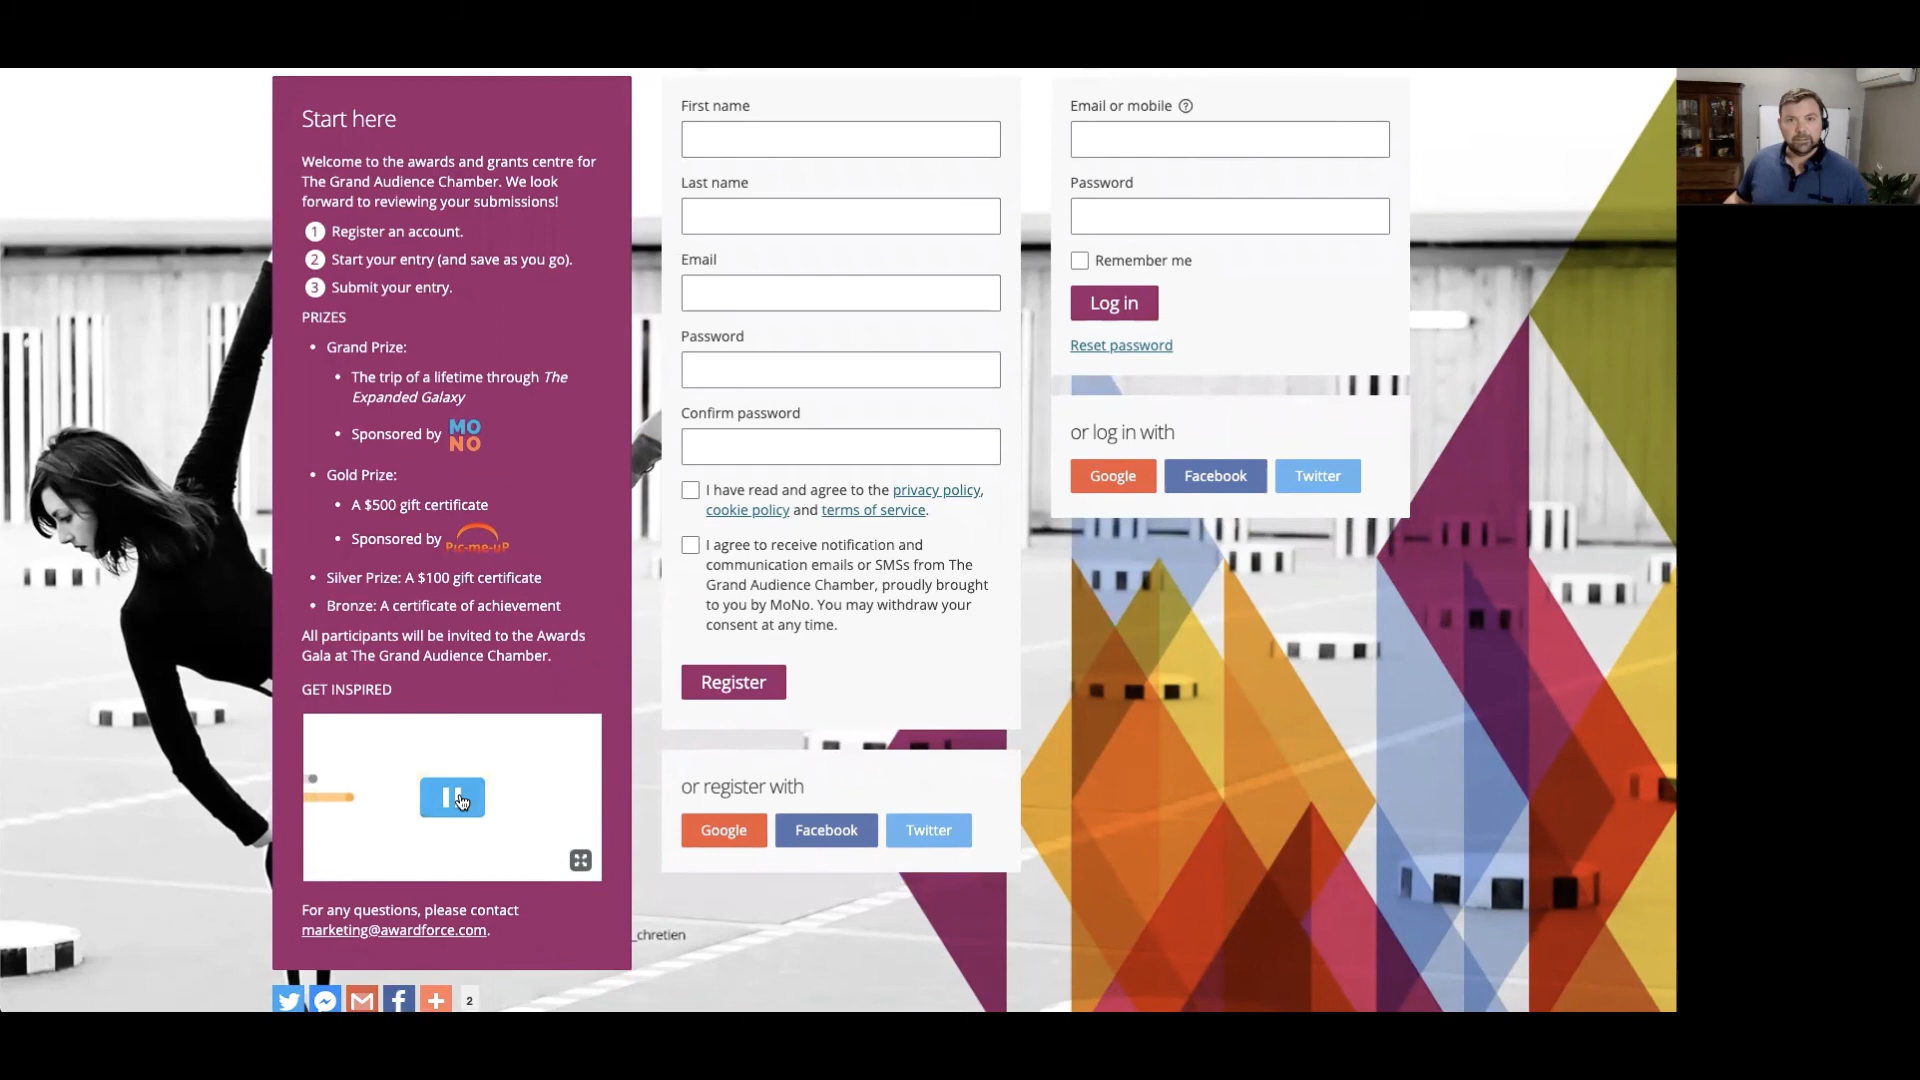 Start here
Welcome to the awards and grants centre for
The Grand Audience Chamber. We look
forward to reviewing your submissions!
1 Register an account.
2 Start your entry (and save as you go).
3 Submit your entry.
PRIZES
• Grand Prize:
• The trip of a lifetime through The
Expanded Galaxy
• Sponsored by MO
NO
• Gold Prize:
• A $500 gift certificate
• Sponsored by Pic-me-uP
• Silver Prize: A $100 gift certificate
• Bronze: A certificate of achievement
All participants will be invited to the Awards
Gala at The Grand Audience Chamber.
GET INSPIRED
For any questions, please contact
marketing@awardforce.com.
2
First name
Last name
Email
Password
Confirm password
I have read and agree to the privacy policy,
cookie policy and terms of service.
I agree to receive notification and
communication emails or SMSs from The
Grand Audience Chamber, proudly brought
to you by MoNo. You may withdraw your
consent at any time.
Register
or register with
Google Facebook Twitter
_chretien
Email or mobile ?
Password
Remember me
Log in
Reset password
or log in with
Google Facebook Twitter